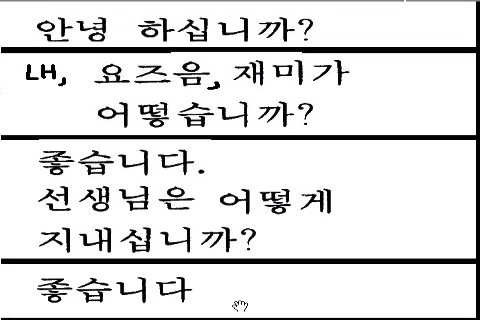 안녕 하십니까?
LH, 요즈음, 재미가
어떻습니까?
좋습니다.
선생님은 어떻게
지내십니까?
좋습니다